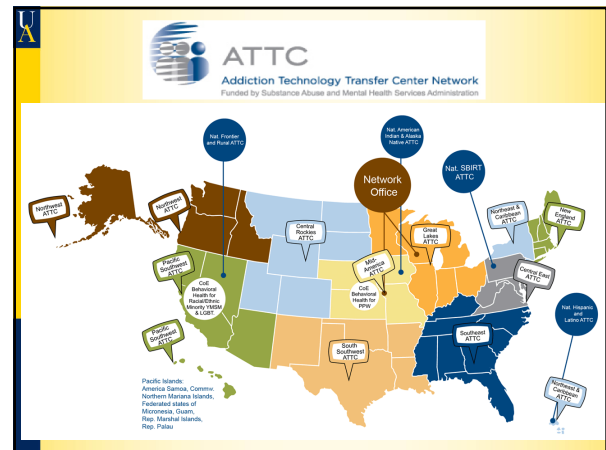 UA
ATTC
Addiction Technology Transfer Center Network
Funded by Substance Abuse and Mental Health Services Administration
Nat. Frontier
and Rural ATTC
Nat. American
Indian & Alaska
Native ATTC
Network
Office
Nat. SBIRT
ATTC
Northwest
ATTC
Northwest
ATTC
Central
Rockies
ATTC
Great
Lakes
ATTC
Northeast &
Caribbean
ATTC
New
England
ATTC
Pacific
Southwest
ATTC
Mid-
America
ATTC
Central East
ATTC
CoE
Behavioral
Health for
Racial/Ethnic
Minority YMSM
& LGBT.
CoE
Behavioral
Health for
PPW
Nat. Hispanic
and
Latino ATTC
Pacific
Southwest
ATTC
South
Southwest
ATTC
Southeast
ATTC
Northeast &
Caribbean
ATTC
Pacific Islands:
America Samoa, Commv.
Northern Mariana Islands,
Federated states of
Micronesia, Guam,
Rep. Marshal Islands,
Rep. Palau